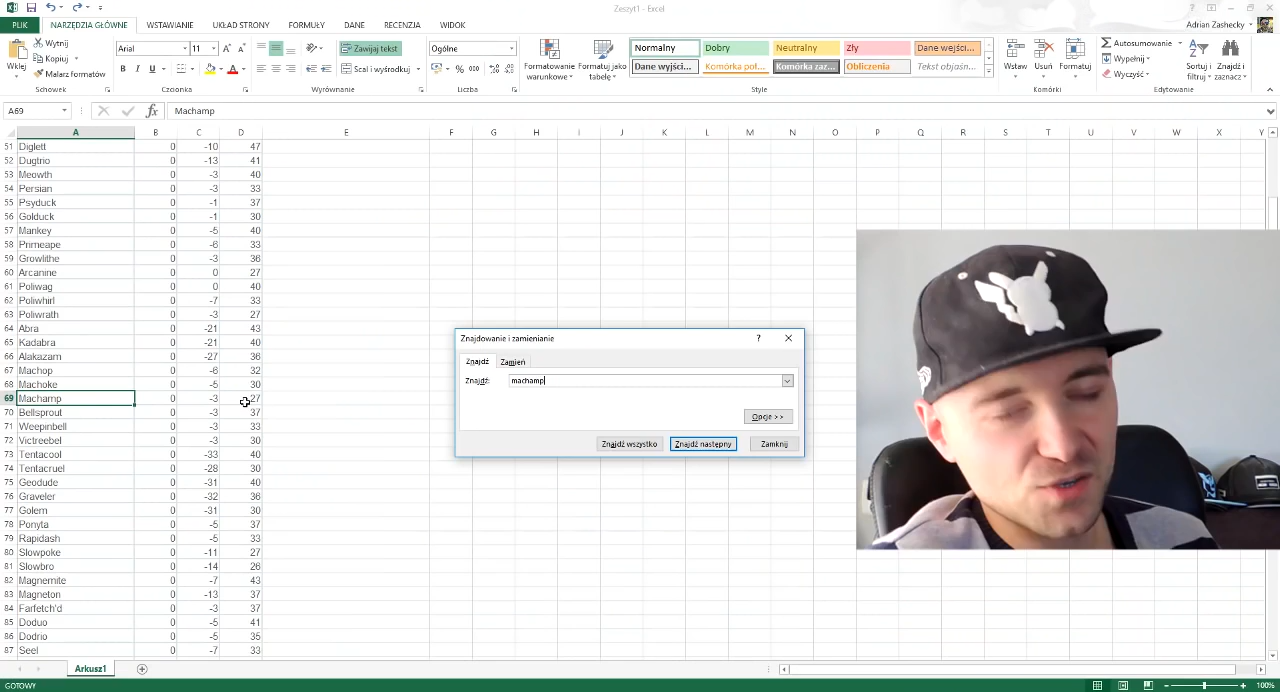 Zeszyt1 - Excel
PLIK NARZĘDZIA GŁÓWNE WSTAWIANIE UKŁAD STRONY FORMUŁY DANE RECENZJA WIDOK Adrian Zashecky
Wklej Wytnij Kopiuj Malarz formatów Schowek
Arial 11 B I U Czcionka
Zawijaj tekst Scal i wyśrodkuj Wyrównanie
Ogólne % 000 Liczba
Formatowanie warunkowe Formatuj jako tabelę
Normalny Dobry Neutralny Zły Dane wejści...
Dane wyjści... Komórka poł... Komórka zaz... Obliczenia Tekst objaśn...
Style
Wstaw Usuń Formatuj Komórki
Autosumowanie Wypełnij Wyczyść Sortuj i filtruj Znajdź i zaznacz Edytowanie
A69 fx Machamp
A B C D E F G H I J K L M N O P Q R S T U V W X Y
51 Diglett 0 -10 47
52 Dugtrio 0 -13 41
53 Meowth 0 -3 40
54 Persian 0 -3 33
55 Psyduck 0 -1 37
56 Golduck 0 -1 30
57 Mankey 0 -5 40
58 Primeape 0 -6 33
59 Growlithe 0 -3 36
60 Arcanine 0 0 27
61 Poliwag 0 0 40
62 Poliwhirl 0 -7 33
63 Poliwrath 0 -3 27
64 Abra 0 -21 43
65 Kadabra 0 -21 40
66 Alakazam 0 -27 36
67 Machop 0 -6 32
68 Machoke 0 -5 30
69 Machamp 0 -3 27
70 Bellsprout 0 -3 37
71 Weepinbell 0 -3 33
72 Victreebel 0 -3 30
73 Tentacool 0 -33 40
74 Tentacruel 0 -28 30
75 Geodude 0 -31 40
76 Graveler 0 -32 36
77 Golem 0 -31 30
78 Ponyta 0 -5 37
79 Rapidash 0 -5 33
80 Slowpoke 0 -11 27
81 Slowbro 0 -14 26
82 Magnemite 0 -7 43
83 Magneton 0 -13 37
84 Farfetch'd 0 -3 37
85 Doduo 0 -5 41
86 Dodrio 0 -5 35
87 Seel 0 -7 33
Znajdowanie i zamienianie ?
Znajdź Zamień
Znajdź: machamp
Opcje >>
Znajdź wszystko Znajdź następny Zamknij
Arkusz1
GOTOWY 100%